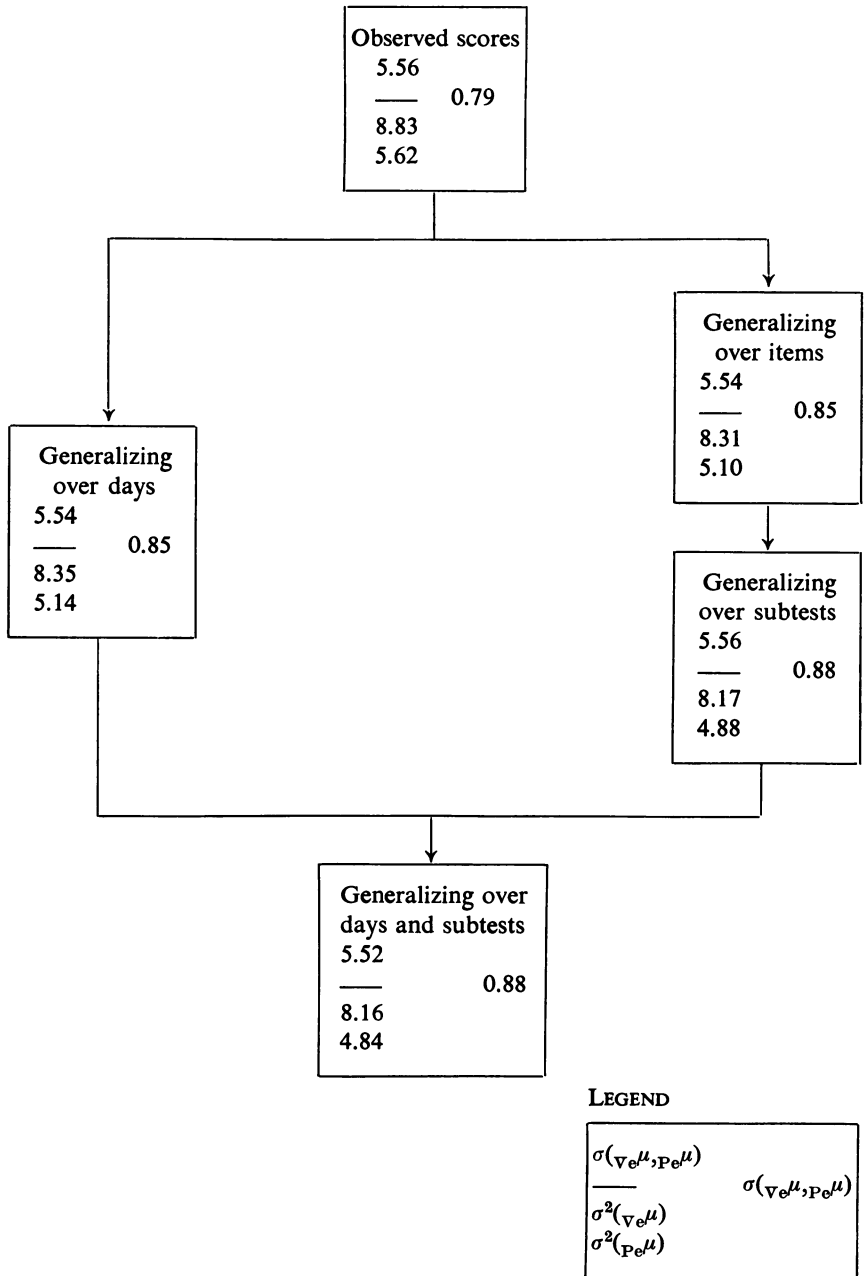 Observed scores
5.56
0.79
8.83
5.62
Generalizing
over items
5.54
0.85
8.31
5.10
Generalizing
over days
5.54
0.85
8.35
5.14
Generalizing
over subtests
5.56
0.88
8.17
4.88
Generalizing over
days and subtests
5.52
0.88
8.16
4.84
LEGEND
σ(∇eμ,Peμ)
σ(∇eμ,Peμ)
σ²(∇eμ)
σ²(Peμ)